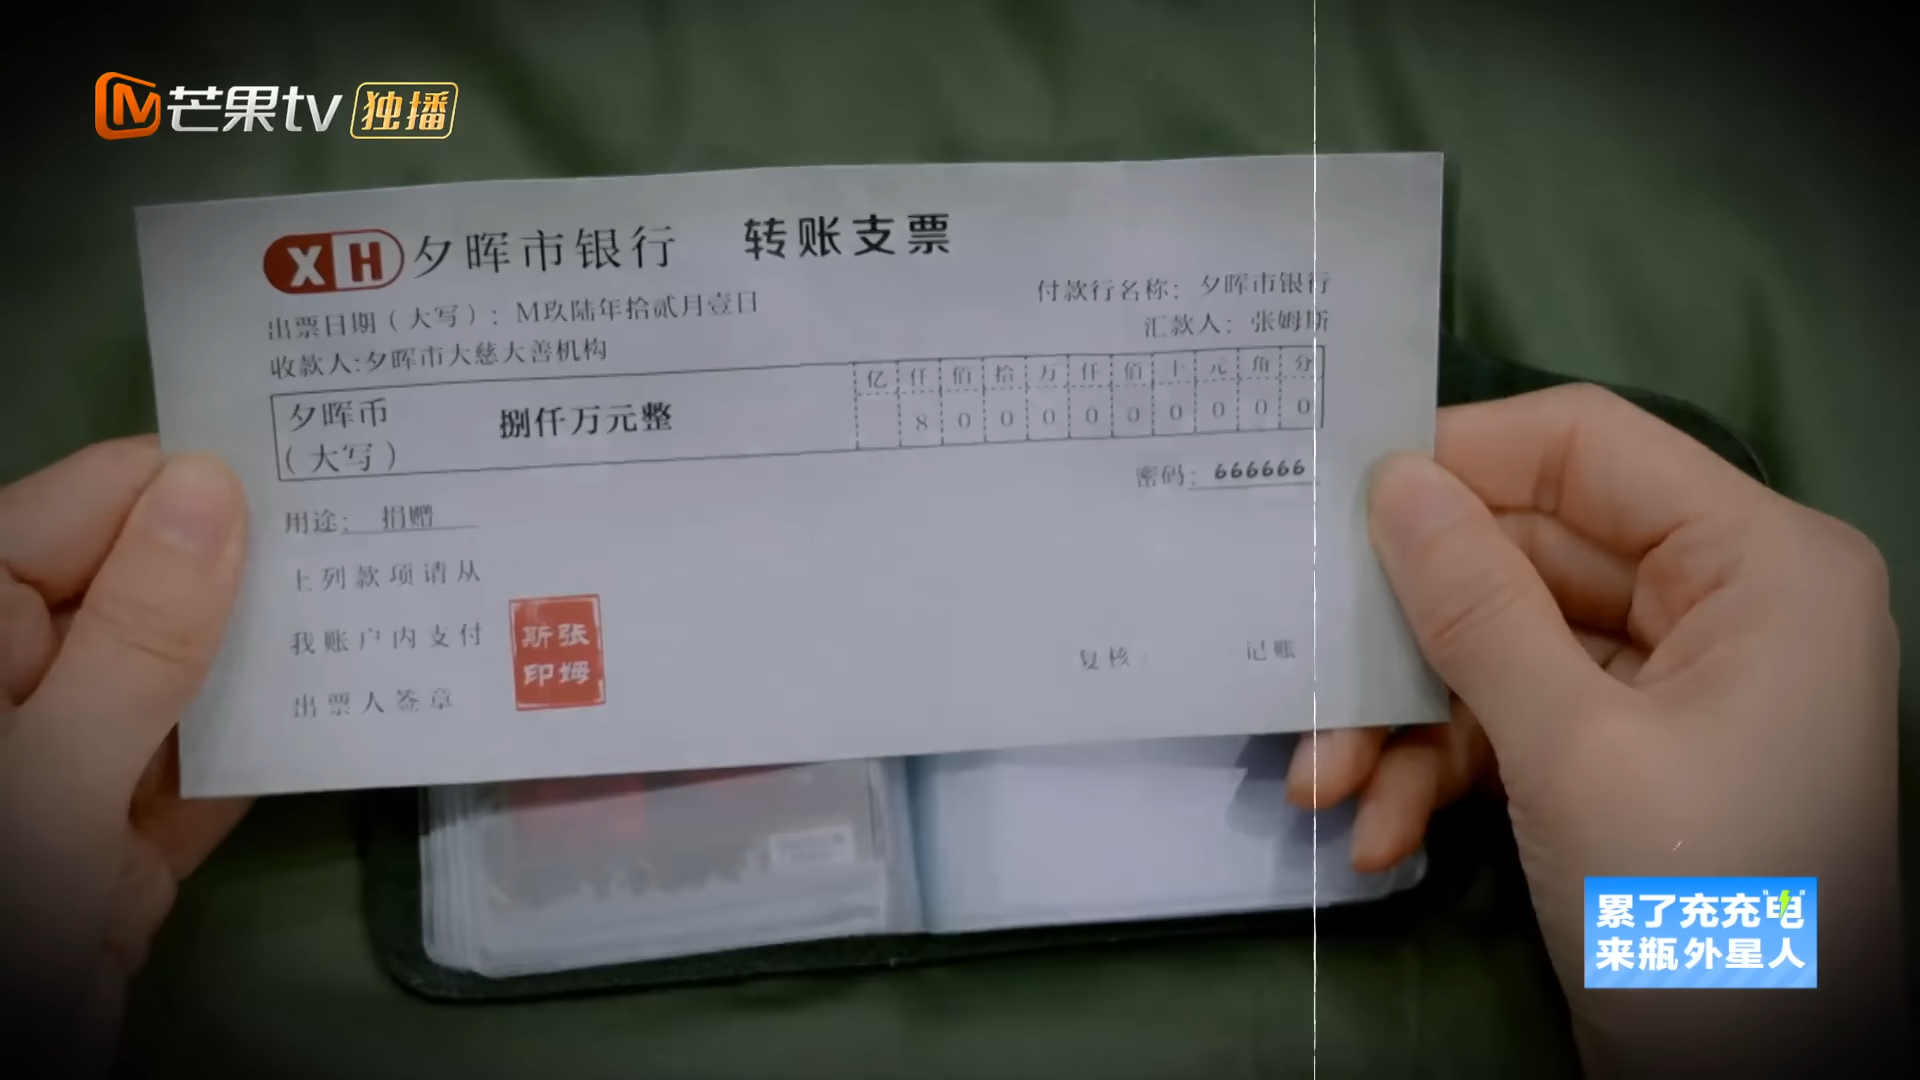 芒果tv 独播
XH 夕晖市银行 转账支票
出票日期（大写）：M玖陆年拾贰月壹日
付款行名称：夕晖市银行
收款人:夕晖市大慈大善机构
汇款人：张姆斯
夕晖币（大写）
捌仟万元整
亿 仟 佰 拾 万 仟 佰 十 元 角 分
8 0 0 0 0 0 0 0 0 0
密码：666666
用途：捐赠
上列款项请从
我账户内支付
出票人签章
斯张
印姆
复核
记账
累了充充"电"
来瓶外星人